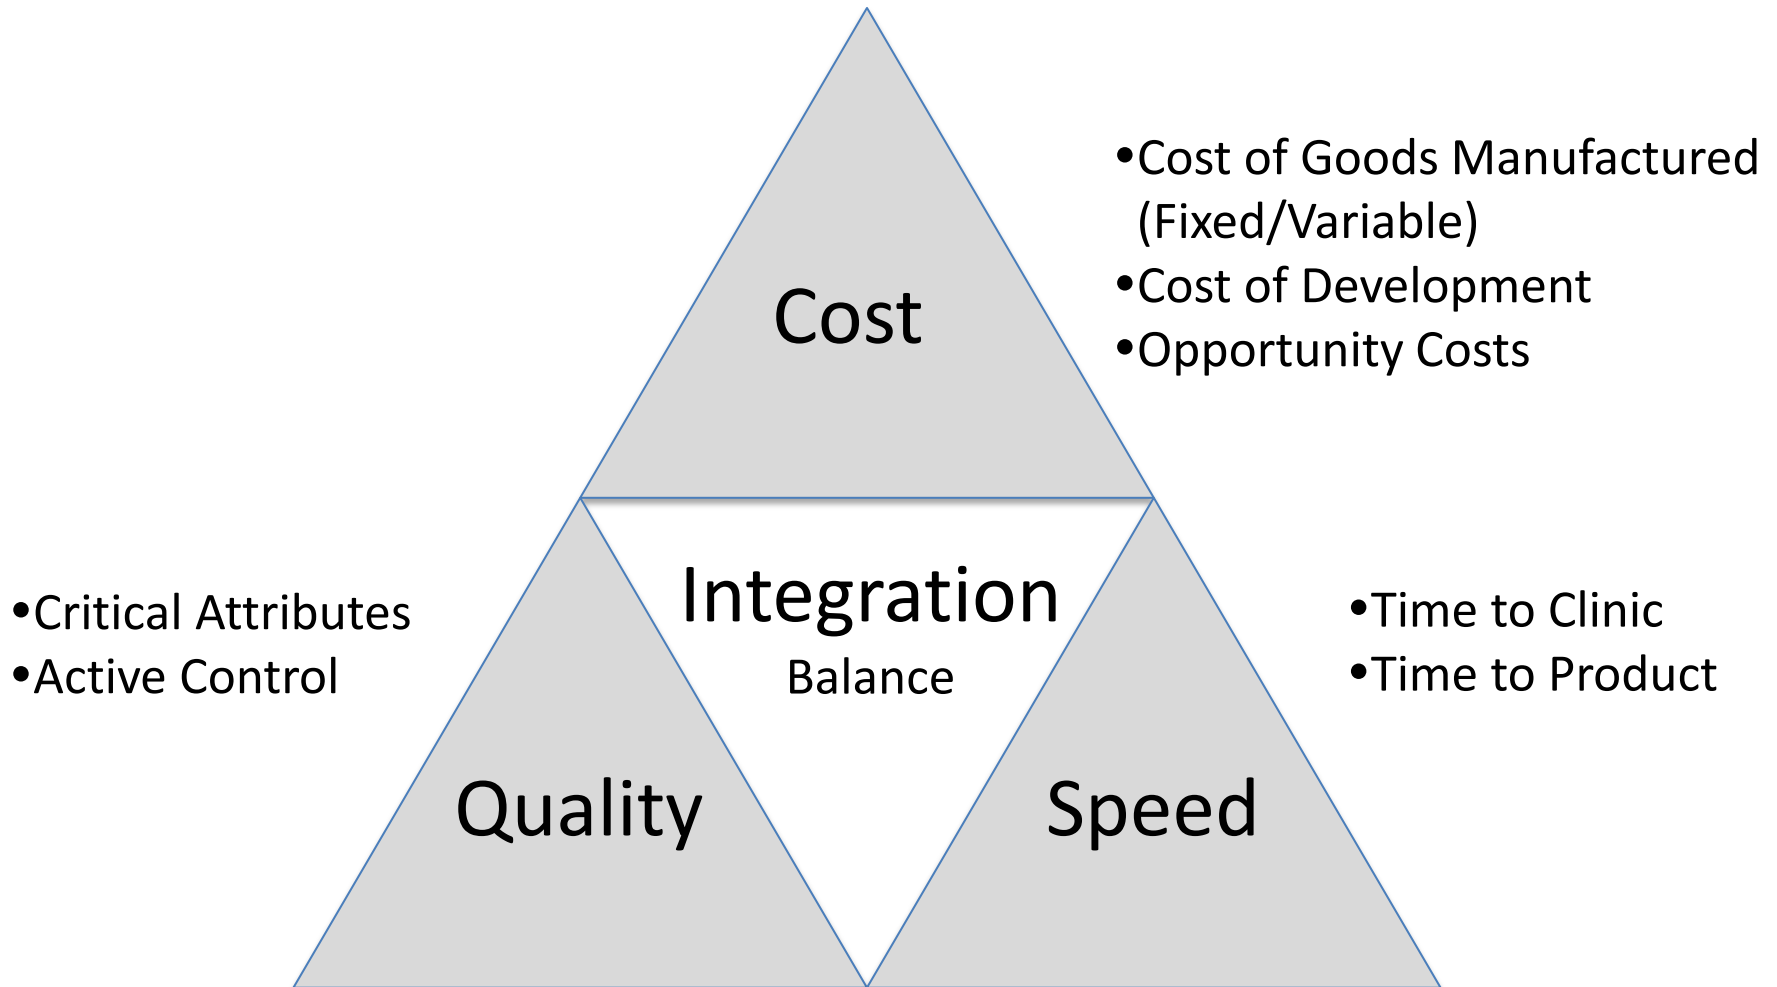 Cost
•Cost of Goods Manufactured
(Fixed/Variable)
•Cost of Development
•Opportunity Costs
•Critical Attributes
•Active Control
Integration
Balance
•Time to Clinic
•Time to Product
Quality
Speed